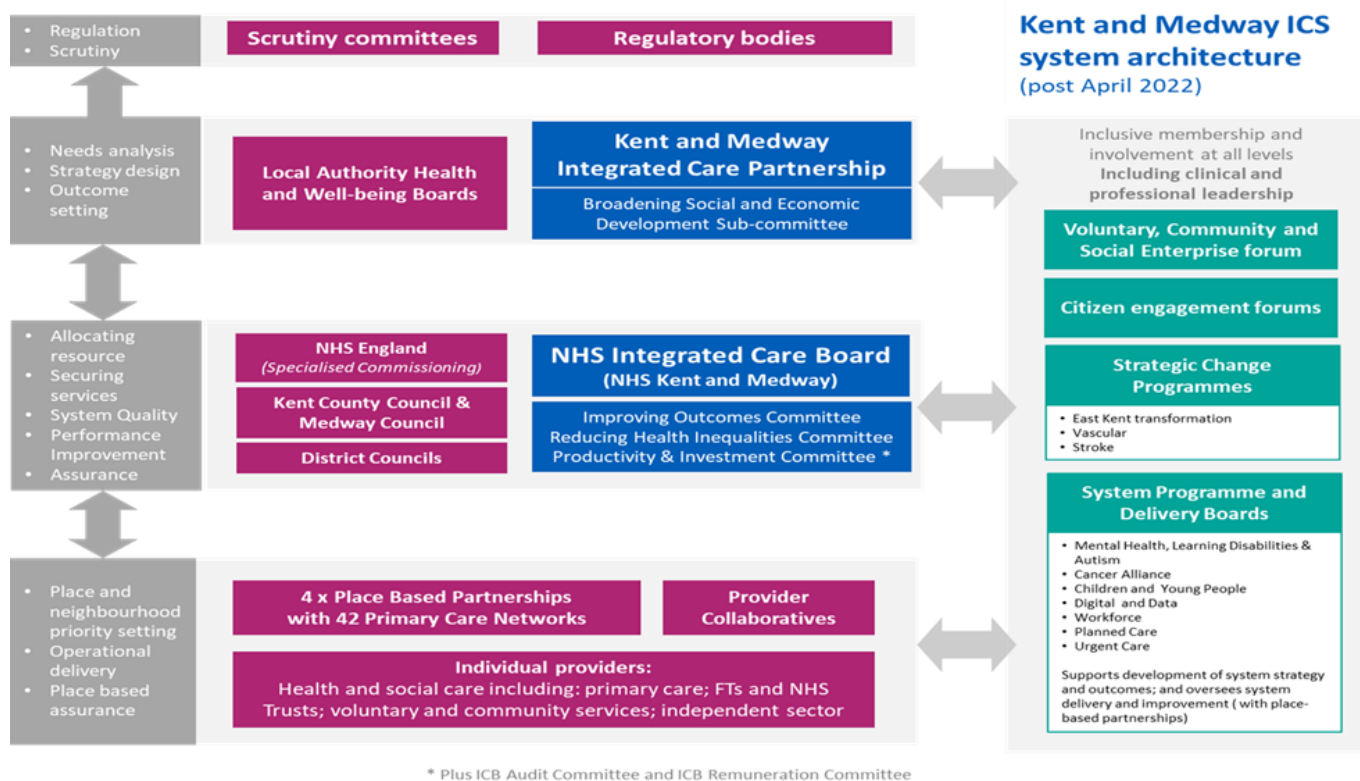 • Regulation
• Scrutiny
Scrutiny committees
Regulatory bodies
Kent and Medway ICS
system architecture
(post April 2022)
• Needs analysis
• Strategy design
• Outcome
setting
Local Authority Health
and Well-being Boards
Kent and Medway
Integrated Care Partnership
Broadening Social and Economic
Development Sub-committee
Inclusive membership and
involvement at all levels
Including clinical and
professional leadership
Voluntary, Community and
Social Enterprise forum
Citizen engagement forums
Strategic Change
Programmes
• East Kent transformation
• Vascular
• Stroke
System Programme and
Delivery Boards
• Mental Health, Learning Disabilities &
Autism
• Cancer Alliance
• Children and Young People
• Digital and Data
• Workforce
• Planned Care
• Urgent Care
Supports development of system strategy
and outcomes; and oversees system
delivery and improvement ( with place-
based partnerships)
• Allocating
resource
• Securing
services
• System Quality
• Performance
Improvement
• Assurance
NHS England
(Specialised Commissioning)
Kent County Council &
Medway Council
District Councils
NHS Integrated Care Board
(NHS Kent and Medway)
Improving Outcomes Committee
Reducing Health Inequalities Committee
Productivity & Investment Committee *
• Place and
neighbourhood
priority setting
• Operational
delivery
• Place based
assurance
4 x Place Based Partnerships
with 42 Primary Care Networks
Provider
Collaboratives
Individual providers:
Health and social care including: primary care; FTs and NHS
Trusts; voluntary and community services; independent sector
* Plus ICB Audit Committee and ICB Remuneration Committee